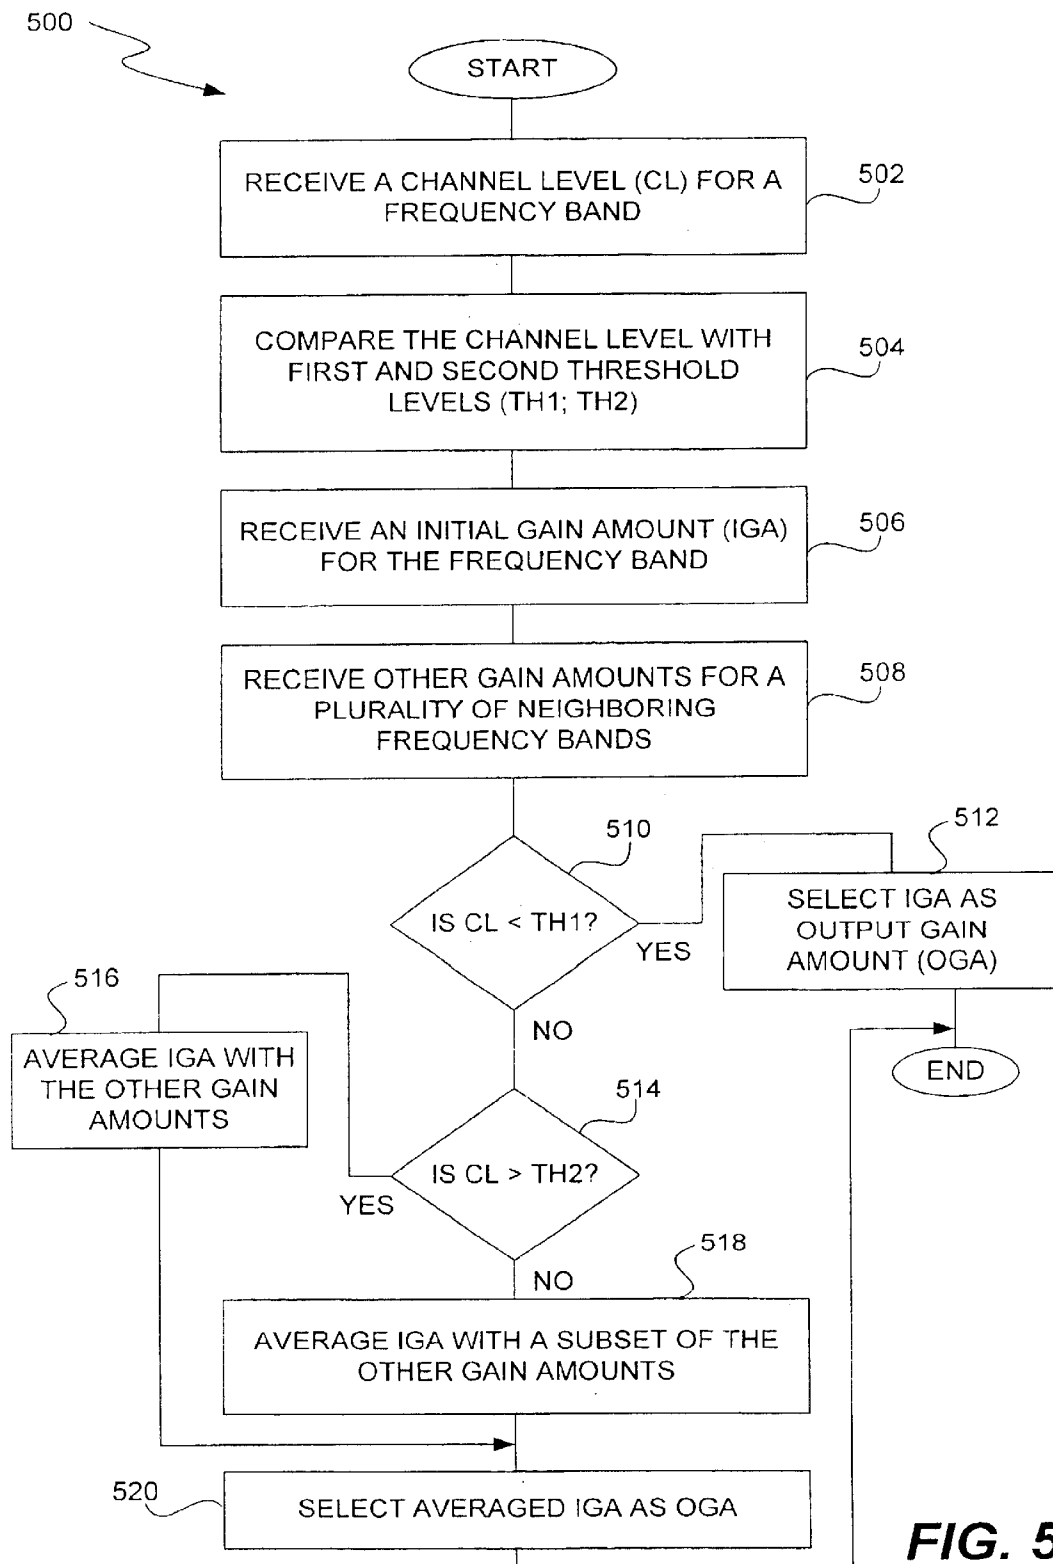 500
START
RECEIVE A CHANNEL LEVEL (CL) FOR A
FREQUENCY BAND
502
COMPARE THE CHANNEL LEVEL WITH
FIRST AND SECOND THRESHOLD
LEVELS (TH1; TH2)
504
RECEIVE AN INITIAL GAIN AMOUNT (IGA)
FOR THE FREQUENCY BAND
506
RECEIVE OTHER GAIN AMOUNTS FOR A
PLURALITY OF NEIGHBORING
FREQUENCY BANDS
508
510
IS CL < TH1?
YES
NO
512
SELECT IGA AS
OUTPUT GAIN
AMOUNT (OGA)
END
516
AVERAGE IGA WITH
THE OTHER GAIN
AMOUNTS
514
IS CL > TH2?
YES
NO
518
AVERAGE IGA WITH A SUBSET OF THE
OTHER GAIN AMOUNTS
520
SELECT AVERAGED IGA AS OGA
FIG. 5